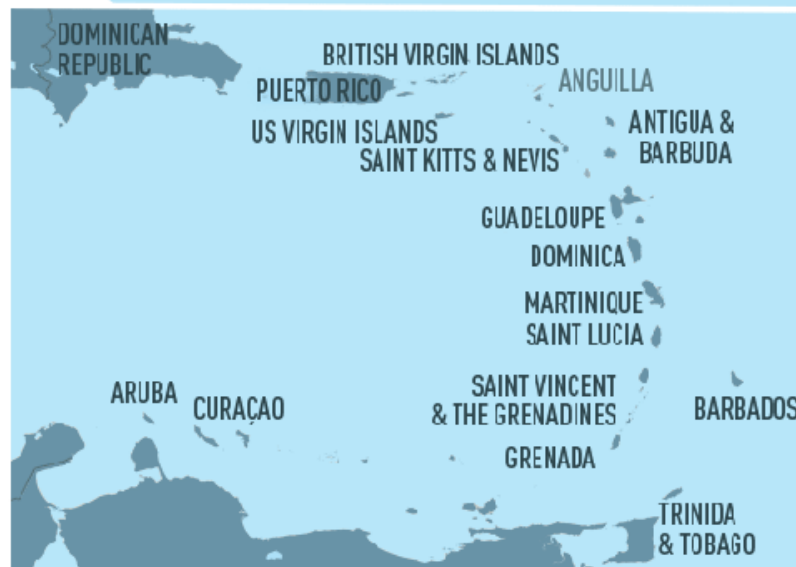 DOMINICAN
REPUBLIC
BRITISH VIRGIN ISLANDS
PUERTO RICO
ANGUILLA
US VIRGIN ISLANDS
ANTIGUA &
BARBUDA
SAINT KITTS & NEVIS
GUADELOUPE
DOMINICA
MARTINIQUE
SAINT LUCIA
ARUBA
CURAÇAO
SAINT VINCENT
& THE GRENADINES
BARBADOS
GRENADA
TRINIDA
& TOBAGO